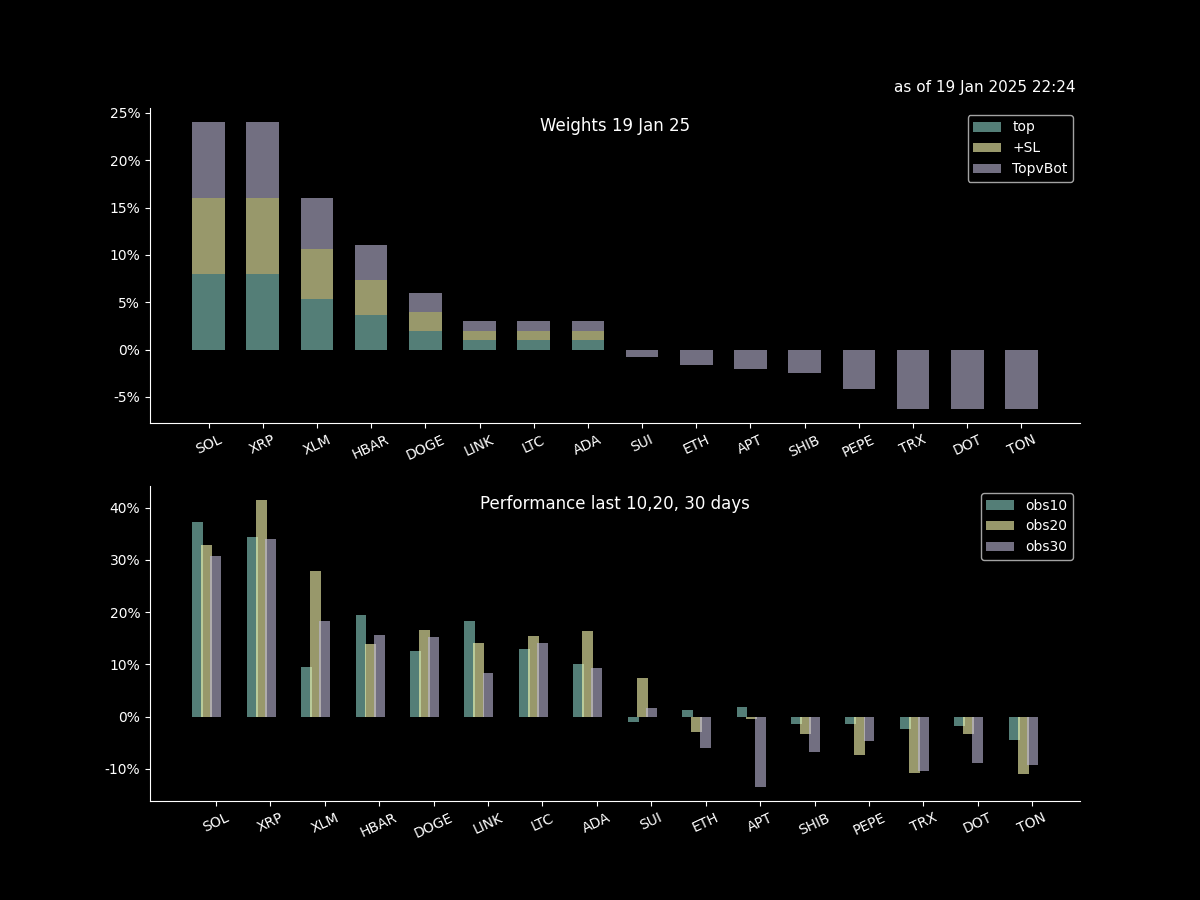 as of 19 Jan 2025 22:24
Weights 19 Jan 25
top
+SL
TopvBot
25%
20%
15%
10%
5%
0%
-5%
SOL XRP XLM HBAR DOGE LINK LTC ADA SUI ETH APT SHIB PEPE TRX DOT TON
Performance last 10,20, 30 days
obs10
obs20
obs30
40%
30%
20%
10%
0%
-10%
SOL XRP XLM HBAR DOGE LINK LTC ADA SUI ETH APT SHIB PEPE TRX DOT TON